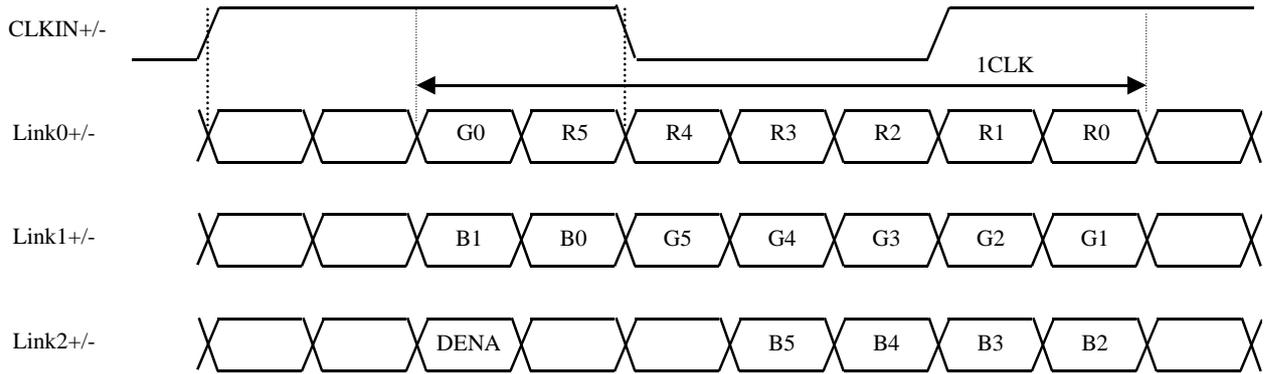 CLKIN+/-
1CLK
Link0+/- G0 R5 R4 R3 R2 R1 R0
Link1+/- B1 B0 G5 G4 G3 G2 G1
Link2+/- DENA B5 B4 B3 B2